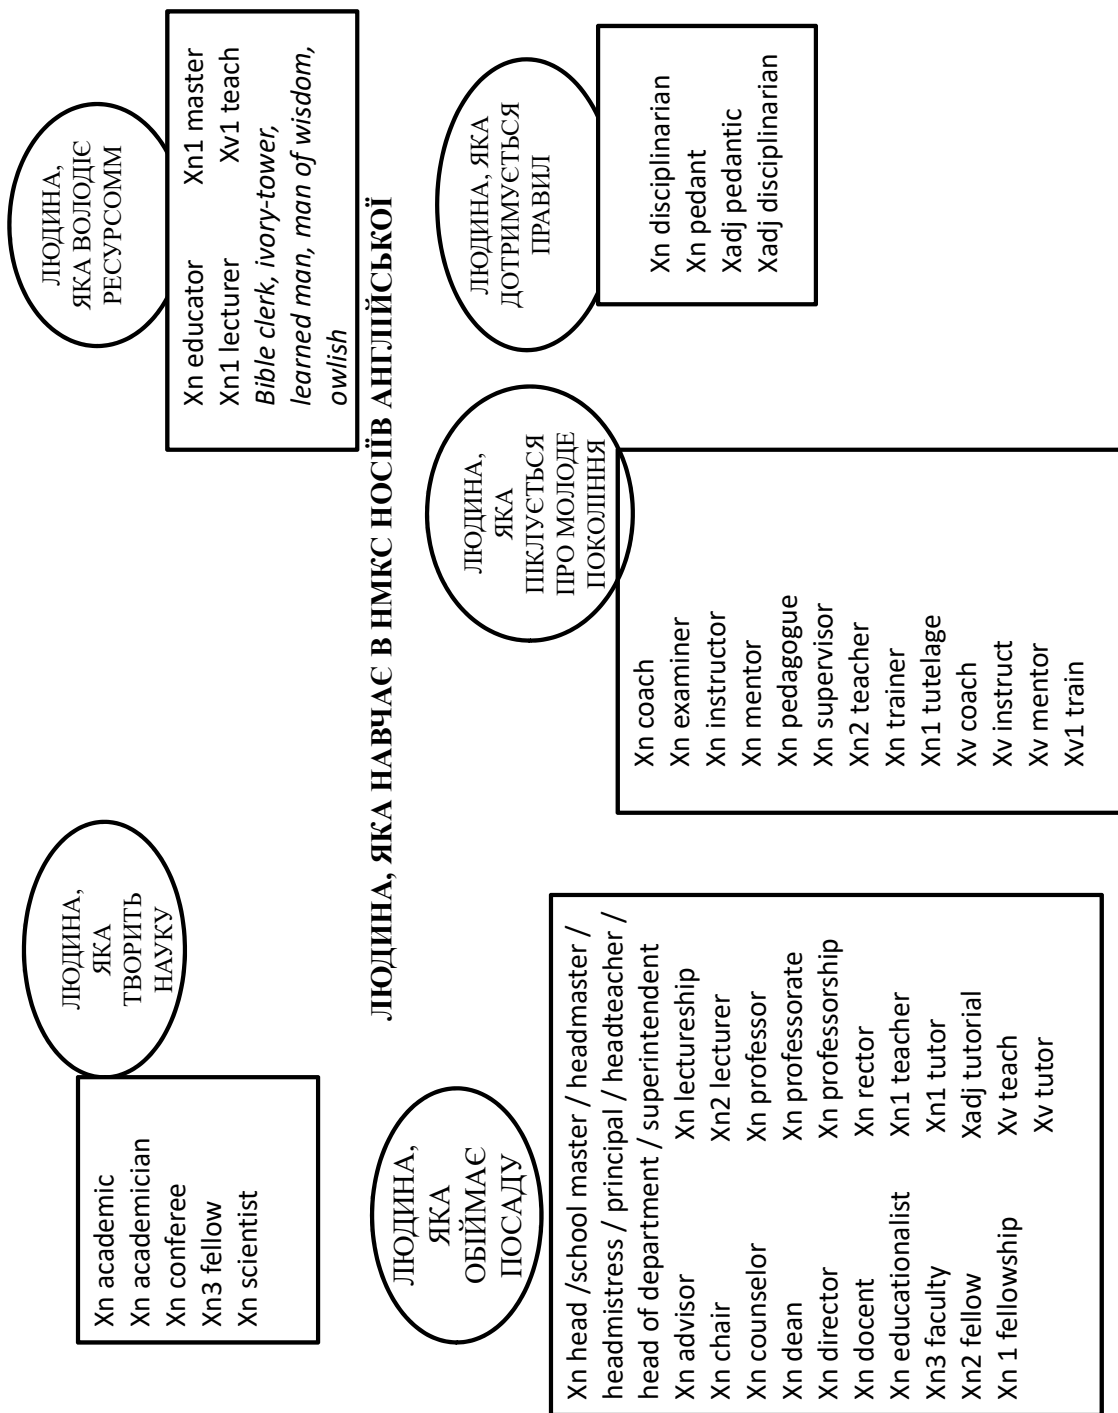 ЛЮДИНА,
ЯКА
ТВОРИТЬ
НАУКУ
Xn academic
Xn academician
Xn conferee
Xn3 fellow
Xn scientist
ЛЮДИНА,
ЯКА ВОЛОДІЄ
РЕСУРСОММ
Xn educator Xn1 master
Xn1 lecturer Xv1 teach
Bible clerk, ivory-tower,
learned man, man of wisdom,
owlish
ЛЮДИНА, ЯКА НАВЧАЄ В НМКС НОСІЇВ АНГЛІЙСЬКОЇ
ЛЮДИНА,
ЯКА
ОБІЙМАЄ
ПОСАДУ
Xn head /school master / headmaster /
headmistress / principal / headteacher /
head of department / superintendent
Xn advisor Xn lectureship
Xn chair Xn2 lecturer
Xn counselor Xn professor
Xn dean Xn professorate
Xn director Xn professorship
Xn docent Xn rector
Xn educationalist Xn1 teacher
Xn3 faculty Xn1 tutor
Xn2 fellow Xadj tutorial
Xn 1 fellowship Xv teach
Xv tutor
ЛЮДИНА,
ЯКА
ПІКЛУЄТЬСЯ
ПРО МОЛОДЕ
ПОКОЛІННЯ
Xn coach
Xn examiner
Xn instructor
Xn mentor
Xn pedagogue
Xn supervisor
Xn2 teacher
Xn trainer
Xn1 tutelage
Xv coach
Xv instruct
Xv mentor
Xv1 train
ЛЮДИНА, ЯКА
ДОТРИМУЄТЬСЯ
ПРАВИЛ
Xn disciplinarian
Xn pedant
Xadj pedantic
Xadj disciplinarian